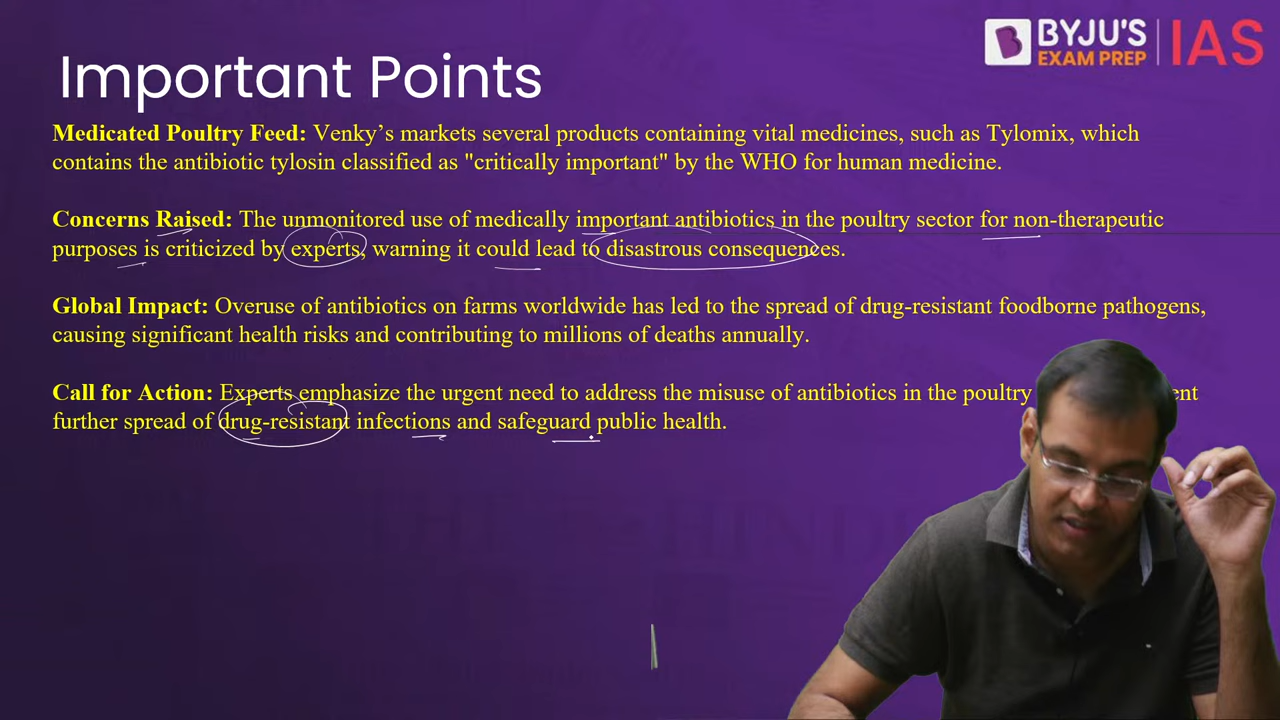 BYJU'S
EXAM PREP
IAS
Important Points
Medicated Poultry Feed: Venky’s markets several products containing vital medicines, such as Tylomix, which
contains the antibiotic tylosin classified as "critically important" by the WHO for human medicine.
Concerns Raised: The unmonitored use of medically important antibiotics in the poultry sector for non-therapeutic
purposes is criticized by experts, warning it could lead to disastrous consequences.
Global Impact: Overuse of antibiotics on farms worldwide has led to the spread of drug-resistant foodborne pathogens,
causing significant health risks and contributing to millions of deaths annually.
Call for Action: Experts emphasize the urgent need to address the misuse of antibiotics in the poultry
further spread of drug-resistant infections and safeguard public health.